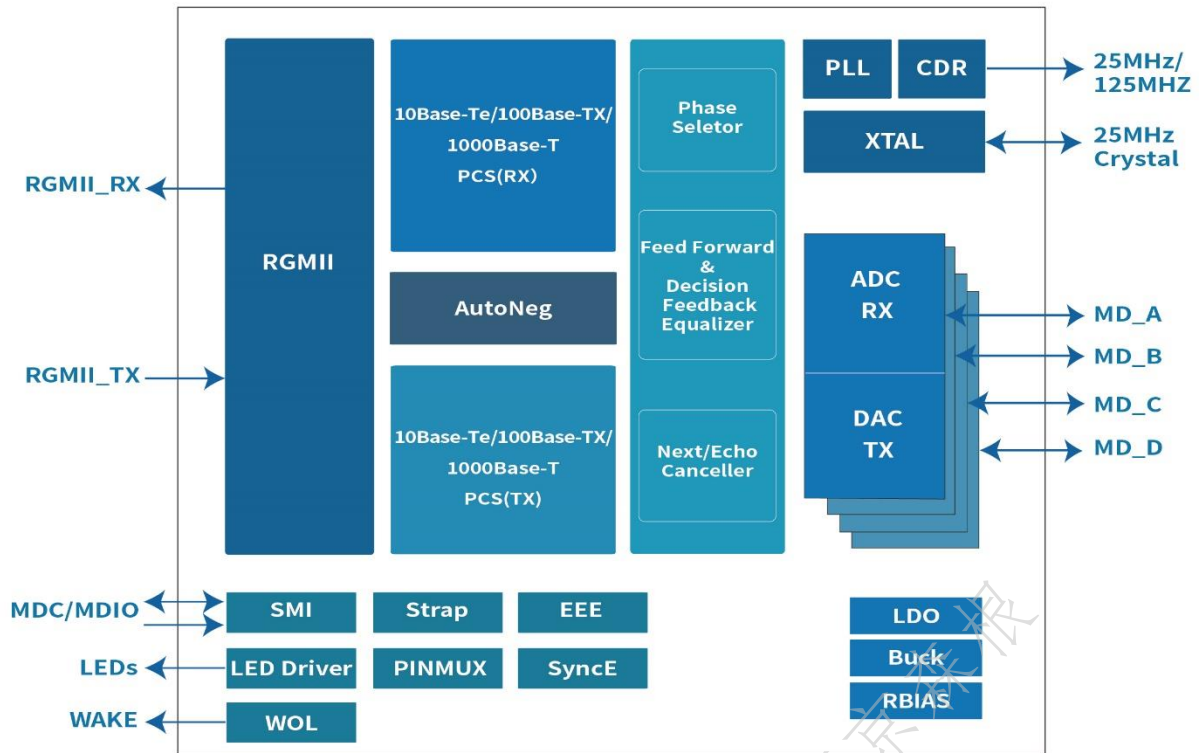 PLL
CDR
25MHz/
125MHZ
10Base-Te/100Base-TX/
1000Base-T
PCS(RX)
Phase
Seletor
XTAL
25MHz
Crystal
RGMII_RX
RGMII
Feed Forward
&
Decision
Feedback
Equalizer
ADC
RX
AutoNeg
MD_A
MD_B
RGMII_TX
MD_C
DAC
TX
MD_D
10Base-Te/100Base-TX/
1000Base-T
PCS(TX)
Next/Echo
Canceller
MDC/MDIO
SMI
Strap
EEE
LDO
LEDs
LED Driver
PINMUX
SyncE
Buck
WAKE
WOL
RBIAS
京森根